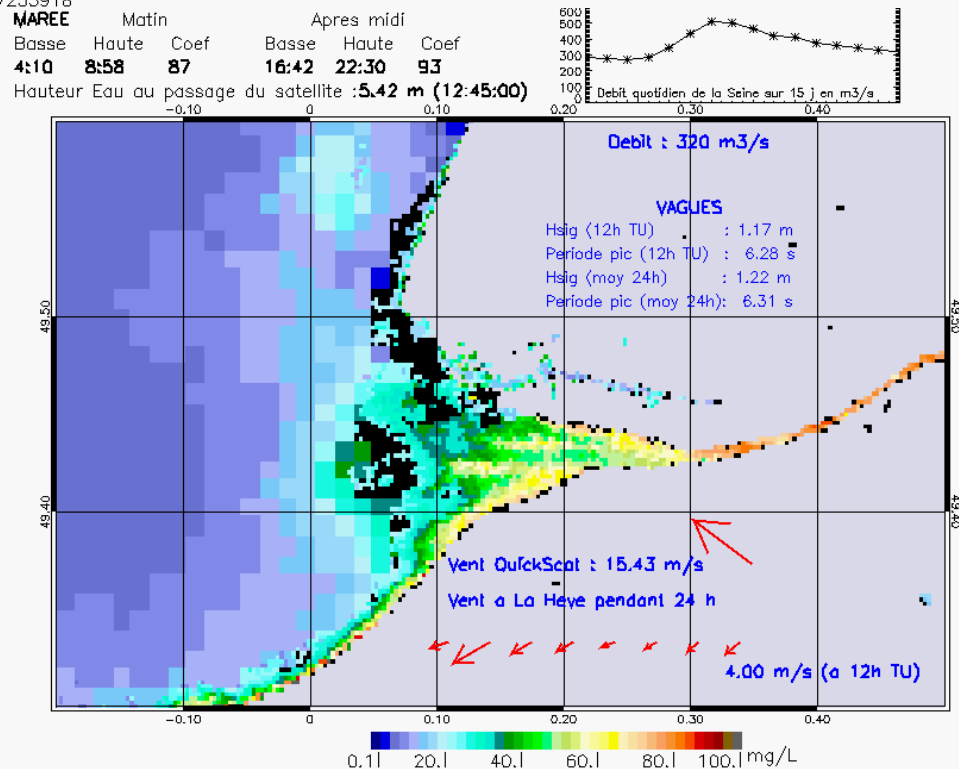 MAREE Matin Apres midi
Basse Haute Coef Basse Haute Coef
4:10 8:58 87 16:42 22:30 93
Hauteur Eau au passage du satellite :5.42 m (12:45:00)
600
500
400
300
200
100
Debit quotidien de la Seine sur 15 j en m3/s
-0.10 0 0.10 0.20 0.30 0.40
Debit : 320 m3/s
VAGUES
Hsig (12h TU) : 1.17 m
Periode pic (12h TU) : 6.28 s
Hsig (moy 24h) : 1.22 m
Periode pic (moy 24h): 6.31 s
49.50 49.50
49.40 49.40
Vent QuickScat : 15.43 m/s
Vent a La Heve pendant 24 h
4.00 m/s (a 12h TU)
-0.10 0 0.10 0.20 0.30 0.40
0.1 20. 40. 60. 80. 100. mg/L